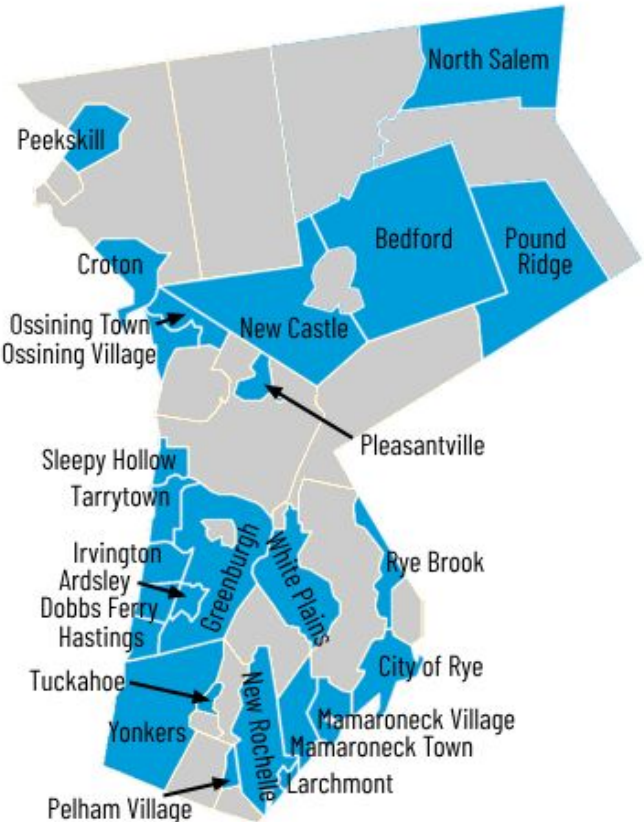 North Salem
Peekskill
Bedford
Pound
Ridge
Croton
Ossining Town
New Castle
Ossining Village
Pleasantville
Sleepy Hollow
Tarrytown
Irvington
Ardsley
Dobbs Ferry
Hastings
Greenburgh
White Plains
Rye Brook
City of Rye
Tuckahoe
New Rochelle
Yonkers
Mamaroneck Village
Mamaroneck Town
Larchmont
Pelham Village